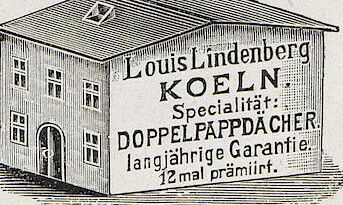 Louis Lindenberg
KOELN.
Specialität:
DOPPELPAPPDÄCHER.
langjährige Garantie.
12 mal prämiirt.